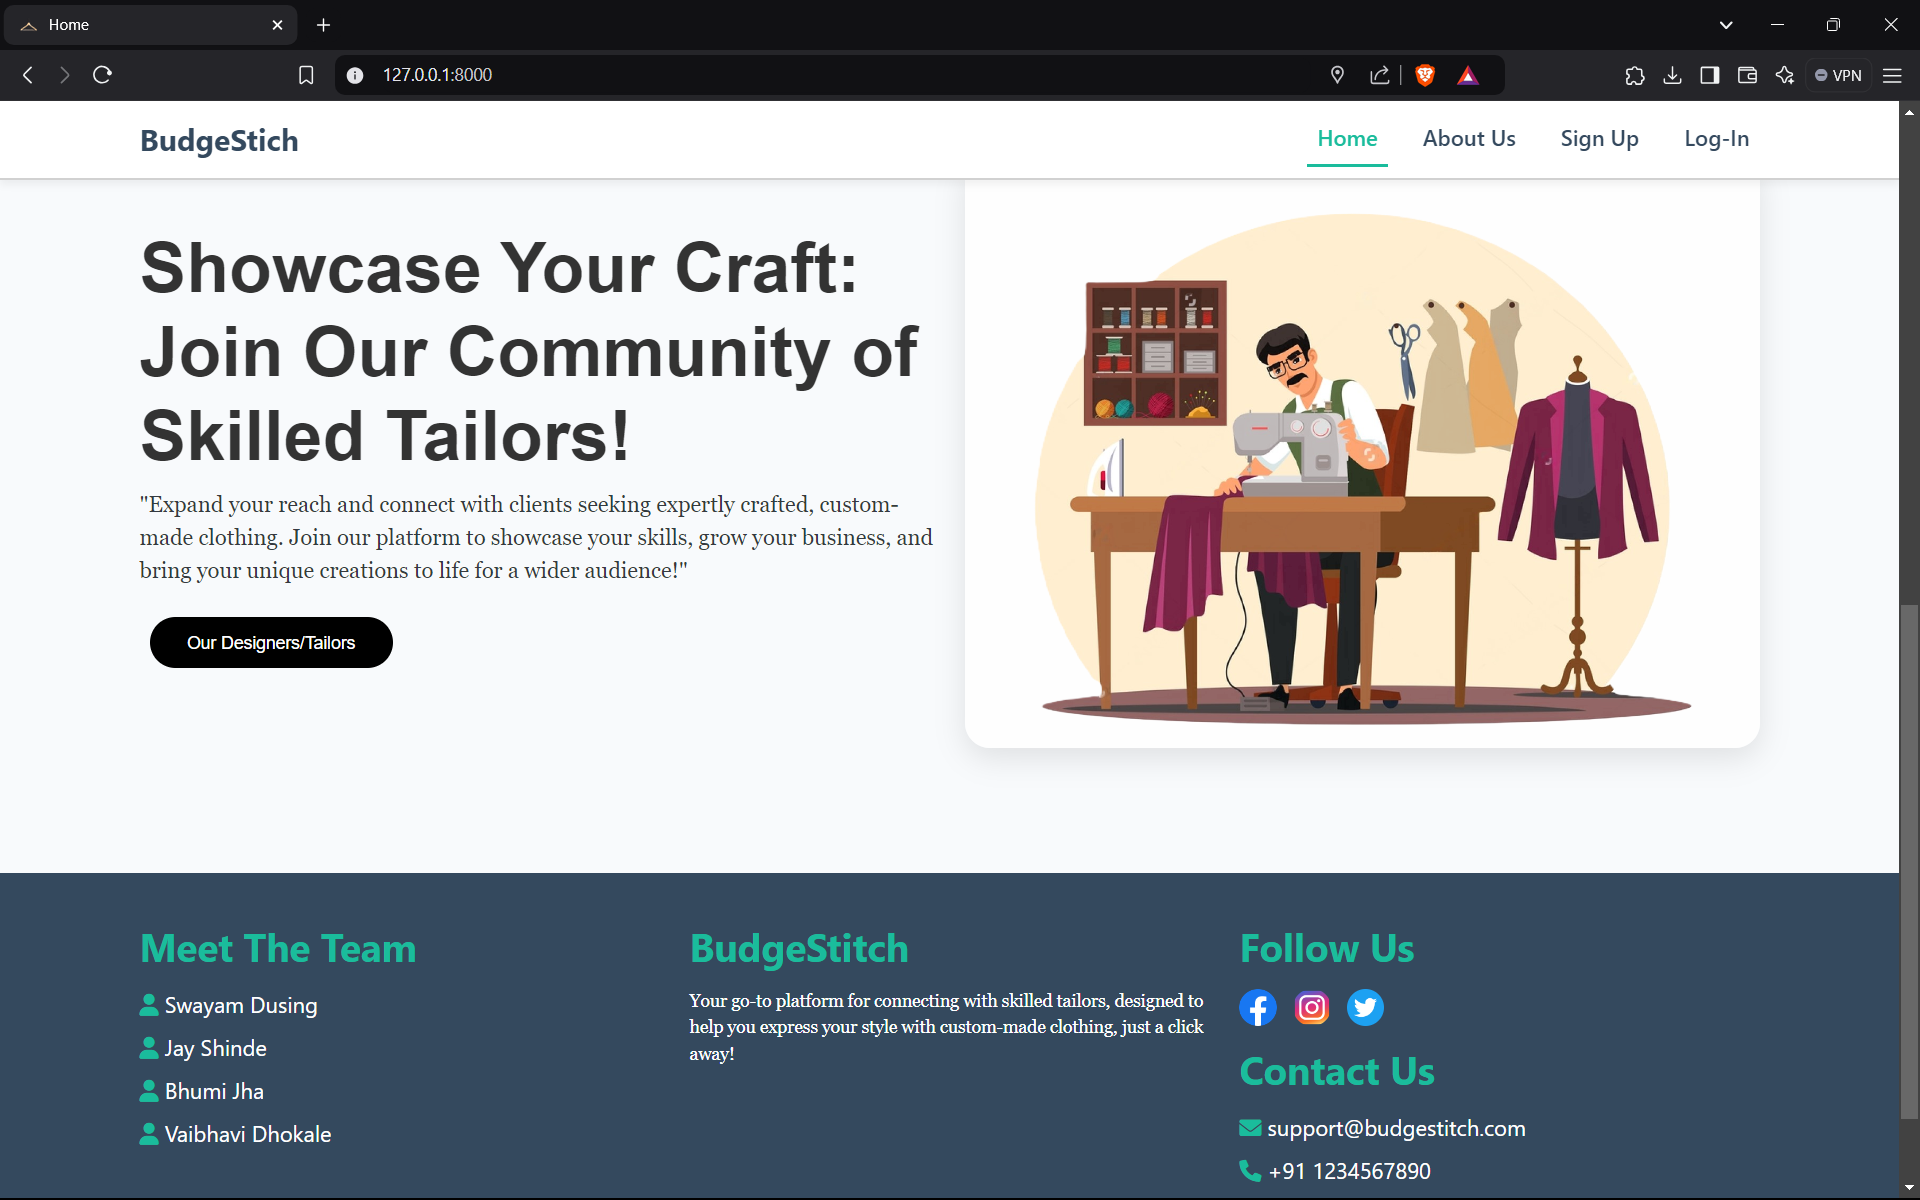 Home
127.0.0.1:8000
VPN
BudgeStich
Home
About Us
Sign Up
Log-In
Showcase Your Craft:
Join Our Community of
Skilled Tailors!
"Expand your reach and connect with clients seeking expertly crafted, custom-
made clothing. Join our platform to showcase your skills, grow your business, and
bring your unique creations to life for a wider audience!"
Our Designers/Tailors
Meet The Team
Swayam Dusing
Jay Shinde
Bhumi Jha
Vaibhavi Dhokale
BudgeStitch
Your go-to platform for connecting with skilled tailors, designed to
help you express your style with custom-made clothing, just a click
away!
Follow Us
Contact Us
support@budgestitch.com
+91 1234567890